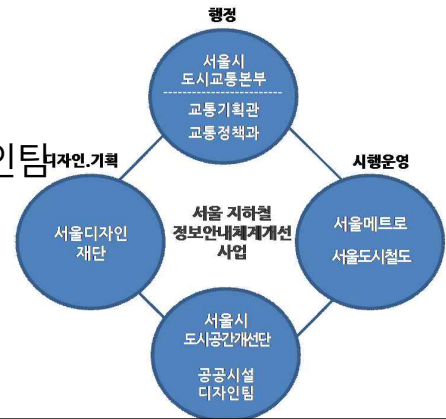 행정
서울시
도시교통본부
교통기획관
교통정책과
인팀
디자인.기획
시행운영
서울디자인
재단
서울 지하철
정보안내체계개선
사업
서울메트로
서울도시철도
서울시
도시공간개선단
공공시설
디자인팀